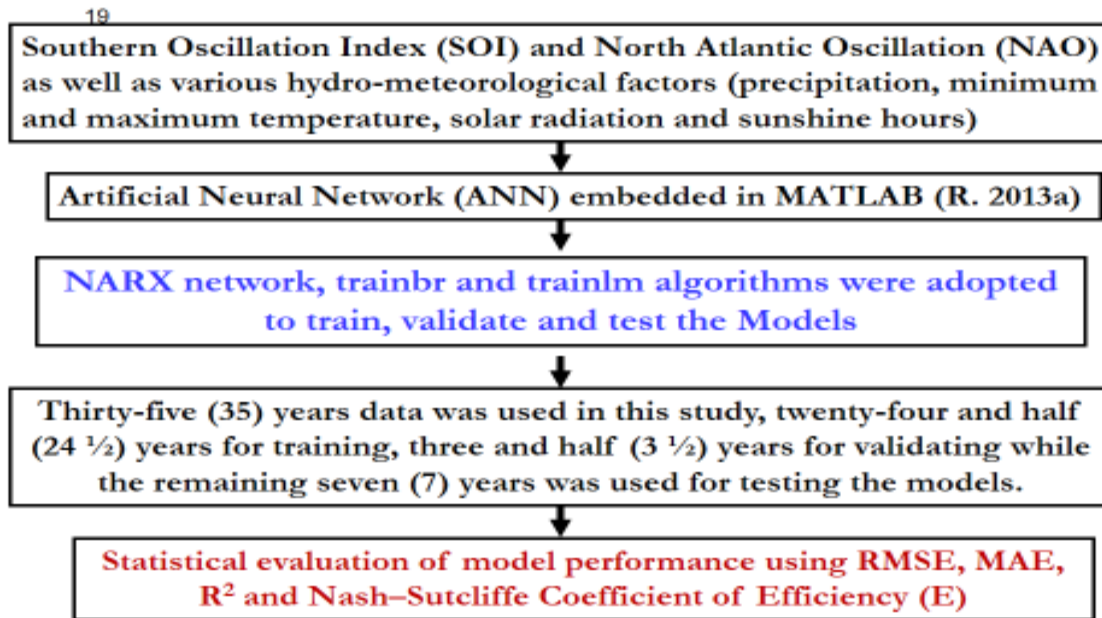 19
Southern Oscillation Index (SOI) and North Atlantic Oscillation (NAO)
as well as various hydro-meteorological factors (precipitation, minimum
and maximum temperature, solar radiation and sunshine hours)
Artificial Neural Network (ANN) embedded in MATLAB (R. 2013a)
NARX network, trainbr and trainlm algorithms were adopted
to train, validate and test the Models
Thirty-five (35) years data was used in this study, twenty-four and half
(24 ½) years for training, three and half (3 ½) years for validating while
the remaining seven (7) years was used for testing the models.
Statistical evaluation of model performance using RMSE, MAE,
R² and Nash–Sutcliffe Coefficient of Efficiency (E)